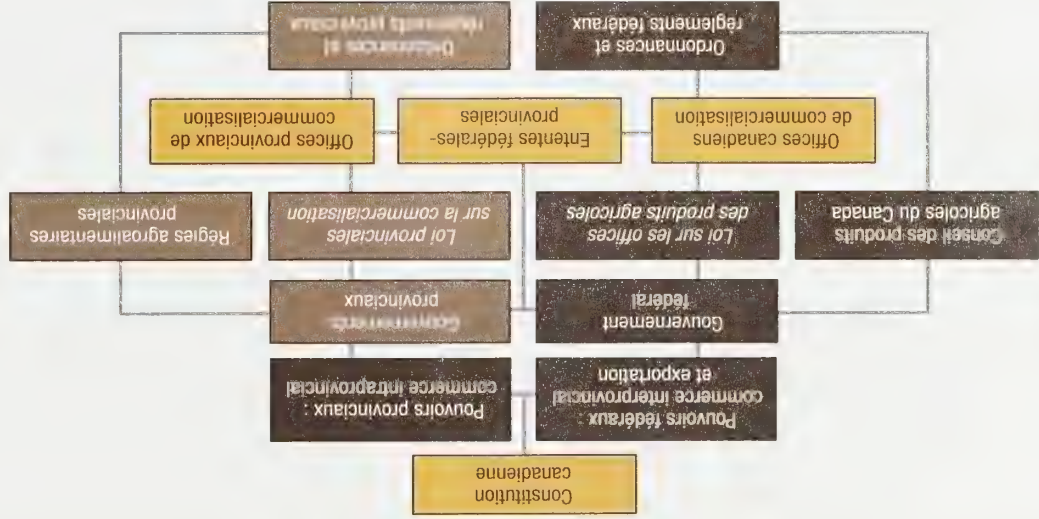 Constitution
canadienne
Pouvoirs fédéraux :
commerce interprovincial
et exportation
Pouvoirs provinciaux :
commerce intraprovincial
Gouvernement
fédéral
Gouvernements
provinciaux
Conseil des produits
agricoles du Canada
Loi sur les offices
des produits agricoles
Loi provinciales
sur la commercialisation
Régies agroalimentaires
provinciales
Offices canadiens
de commercialisation
Ententes fédérales-
provinciales
Offices provinciaux de
commercialisation
Ordonnances et
règlements fédéraux
Ordonnances et
règlements provinciaux